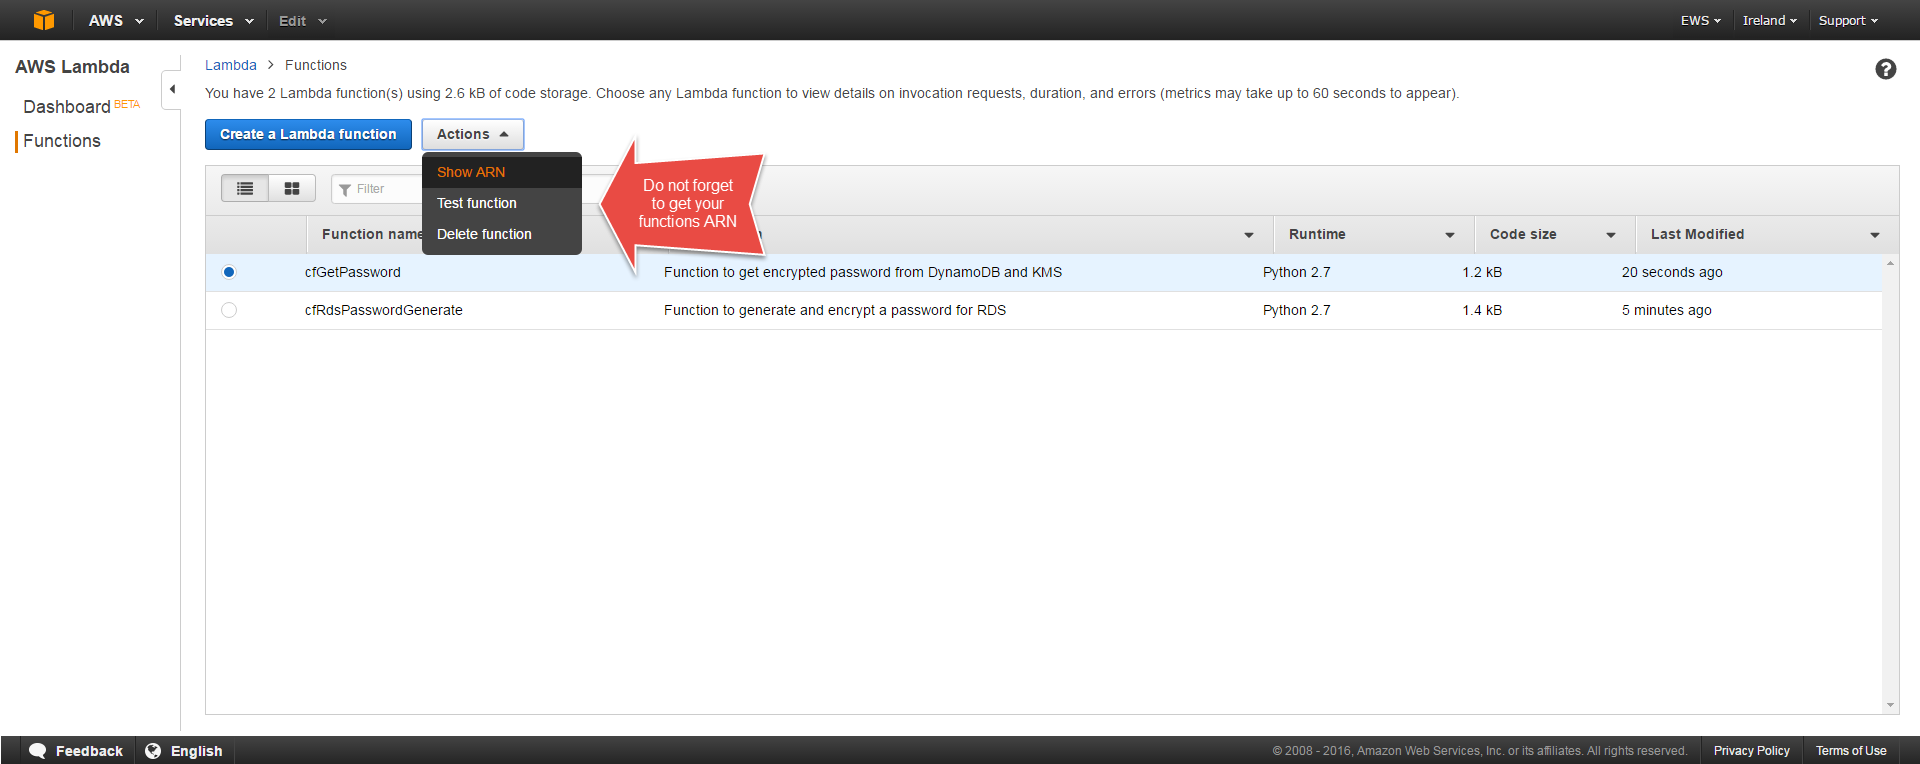 AWS Services Edit EWS Ireland Support
AWS Lambda
Dashboard BETA
Functions
Lambda > Functions
You have 2 Lambda function(s) using 2.6 kB of code storage. Choose any Lambda function to view details on invocation requests, duration, and errors (metrics may take up to 60 seconds to appear).
Create a Lambda function Actions
Show ARN
Test function
Delete function
Filter
Do not forget
to get your
functions ARN
Function name Runtime Code size Last Modified
cfGetPassword Function to get encrypted password from DynamoDB and KMS Python 2.7 1.2 kB 20 seconds ago
cfRdsPasswordGenerate Function to generate and encrypt a password for RDS Python 2.7 1.4 kB 5 minutes ago
Feedback English © 2008 - 2016, Amazon Web Services, Inc. or its affiliates. All rights reserved. Privacy Policy Terms of Use